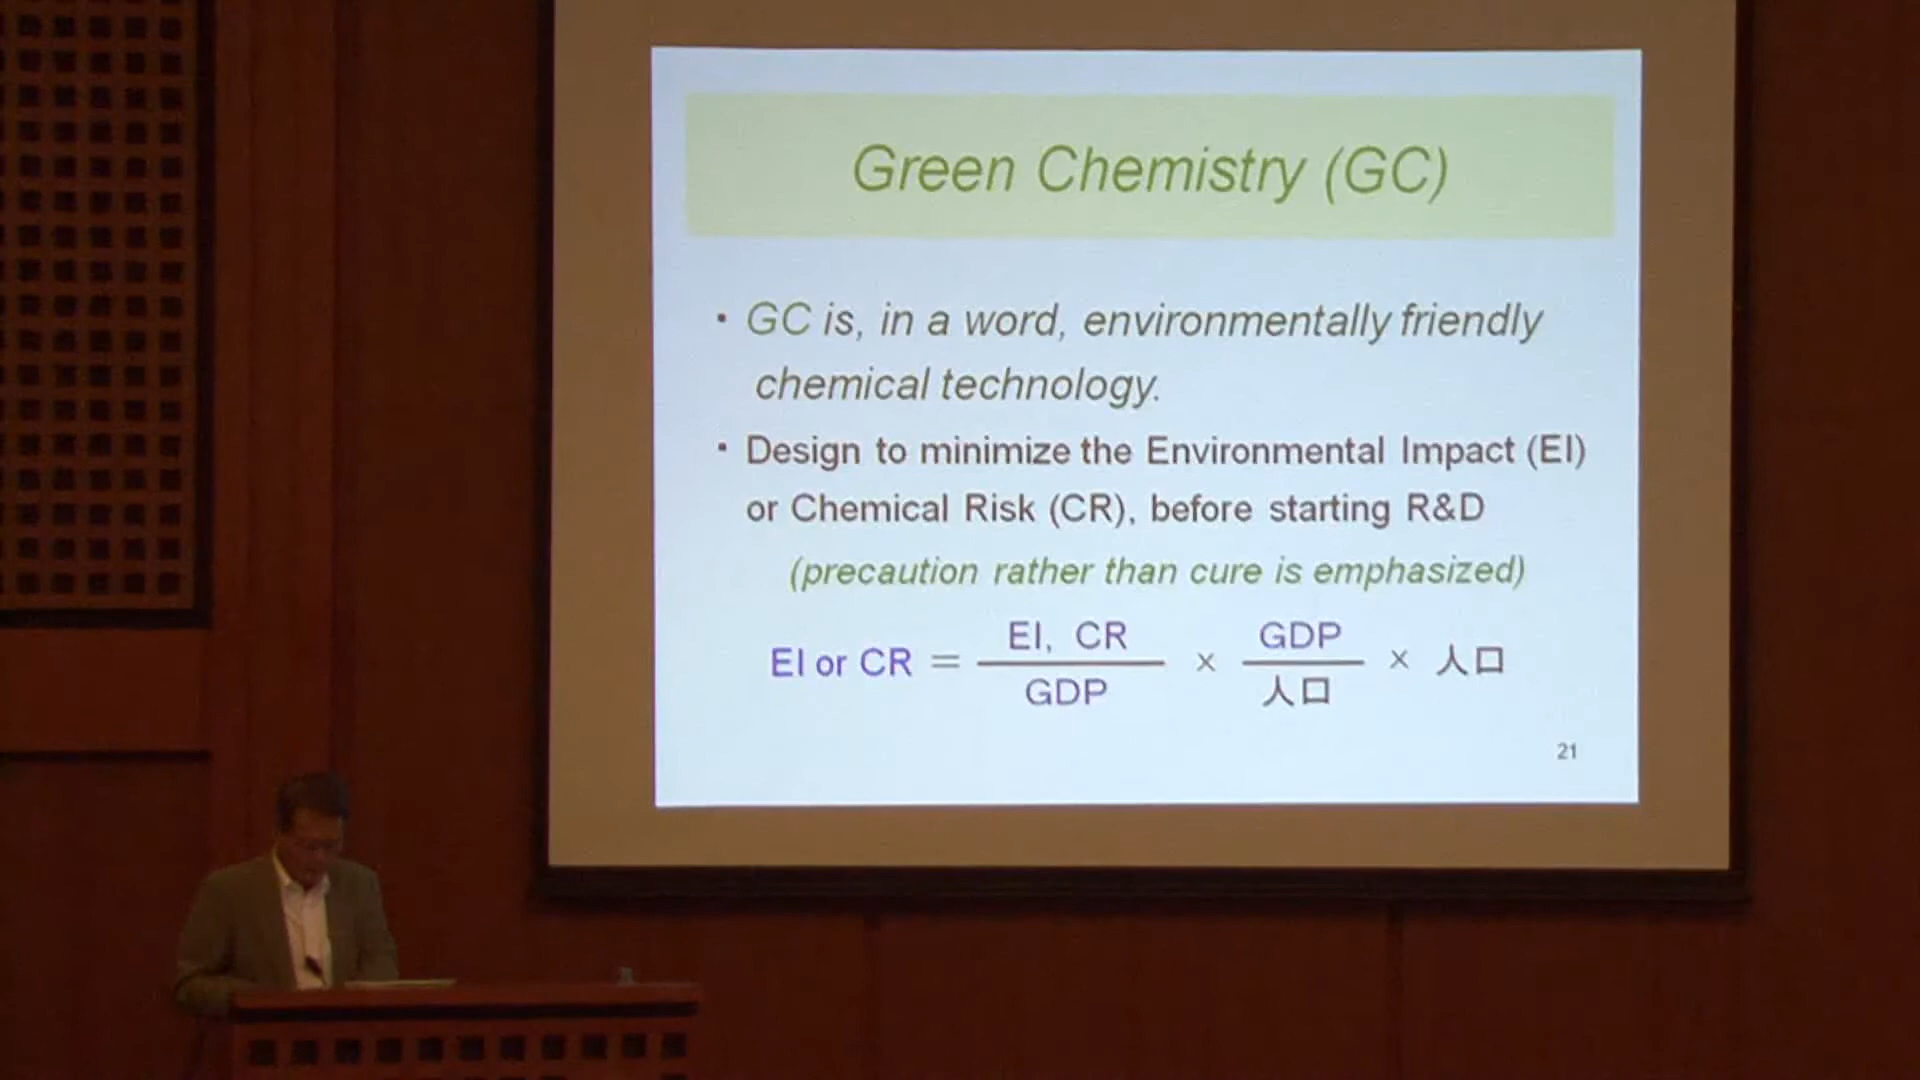 Green Chemistry (GC)
・GC is, in a word, environmentally friendly
chemical technology.
・Design to minimize the Environmental Impact (EI)
or Chemical Risk (CR), before starting R&D
(precaution rather than cure is emphasized)
EI or CR = EI, CR / GDP × GDP / 人口 × 人口
21